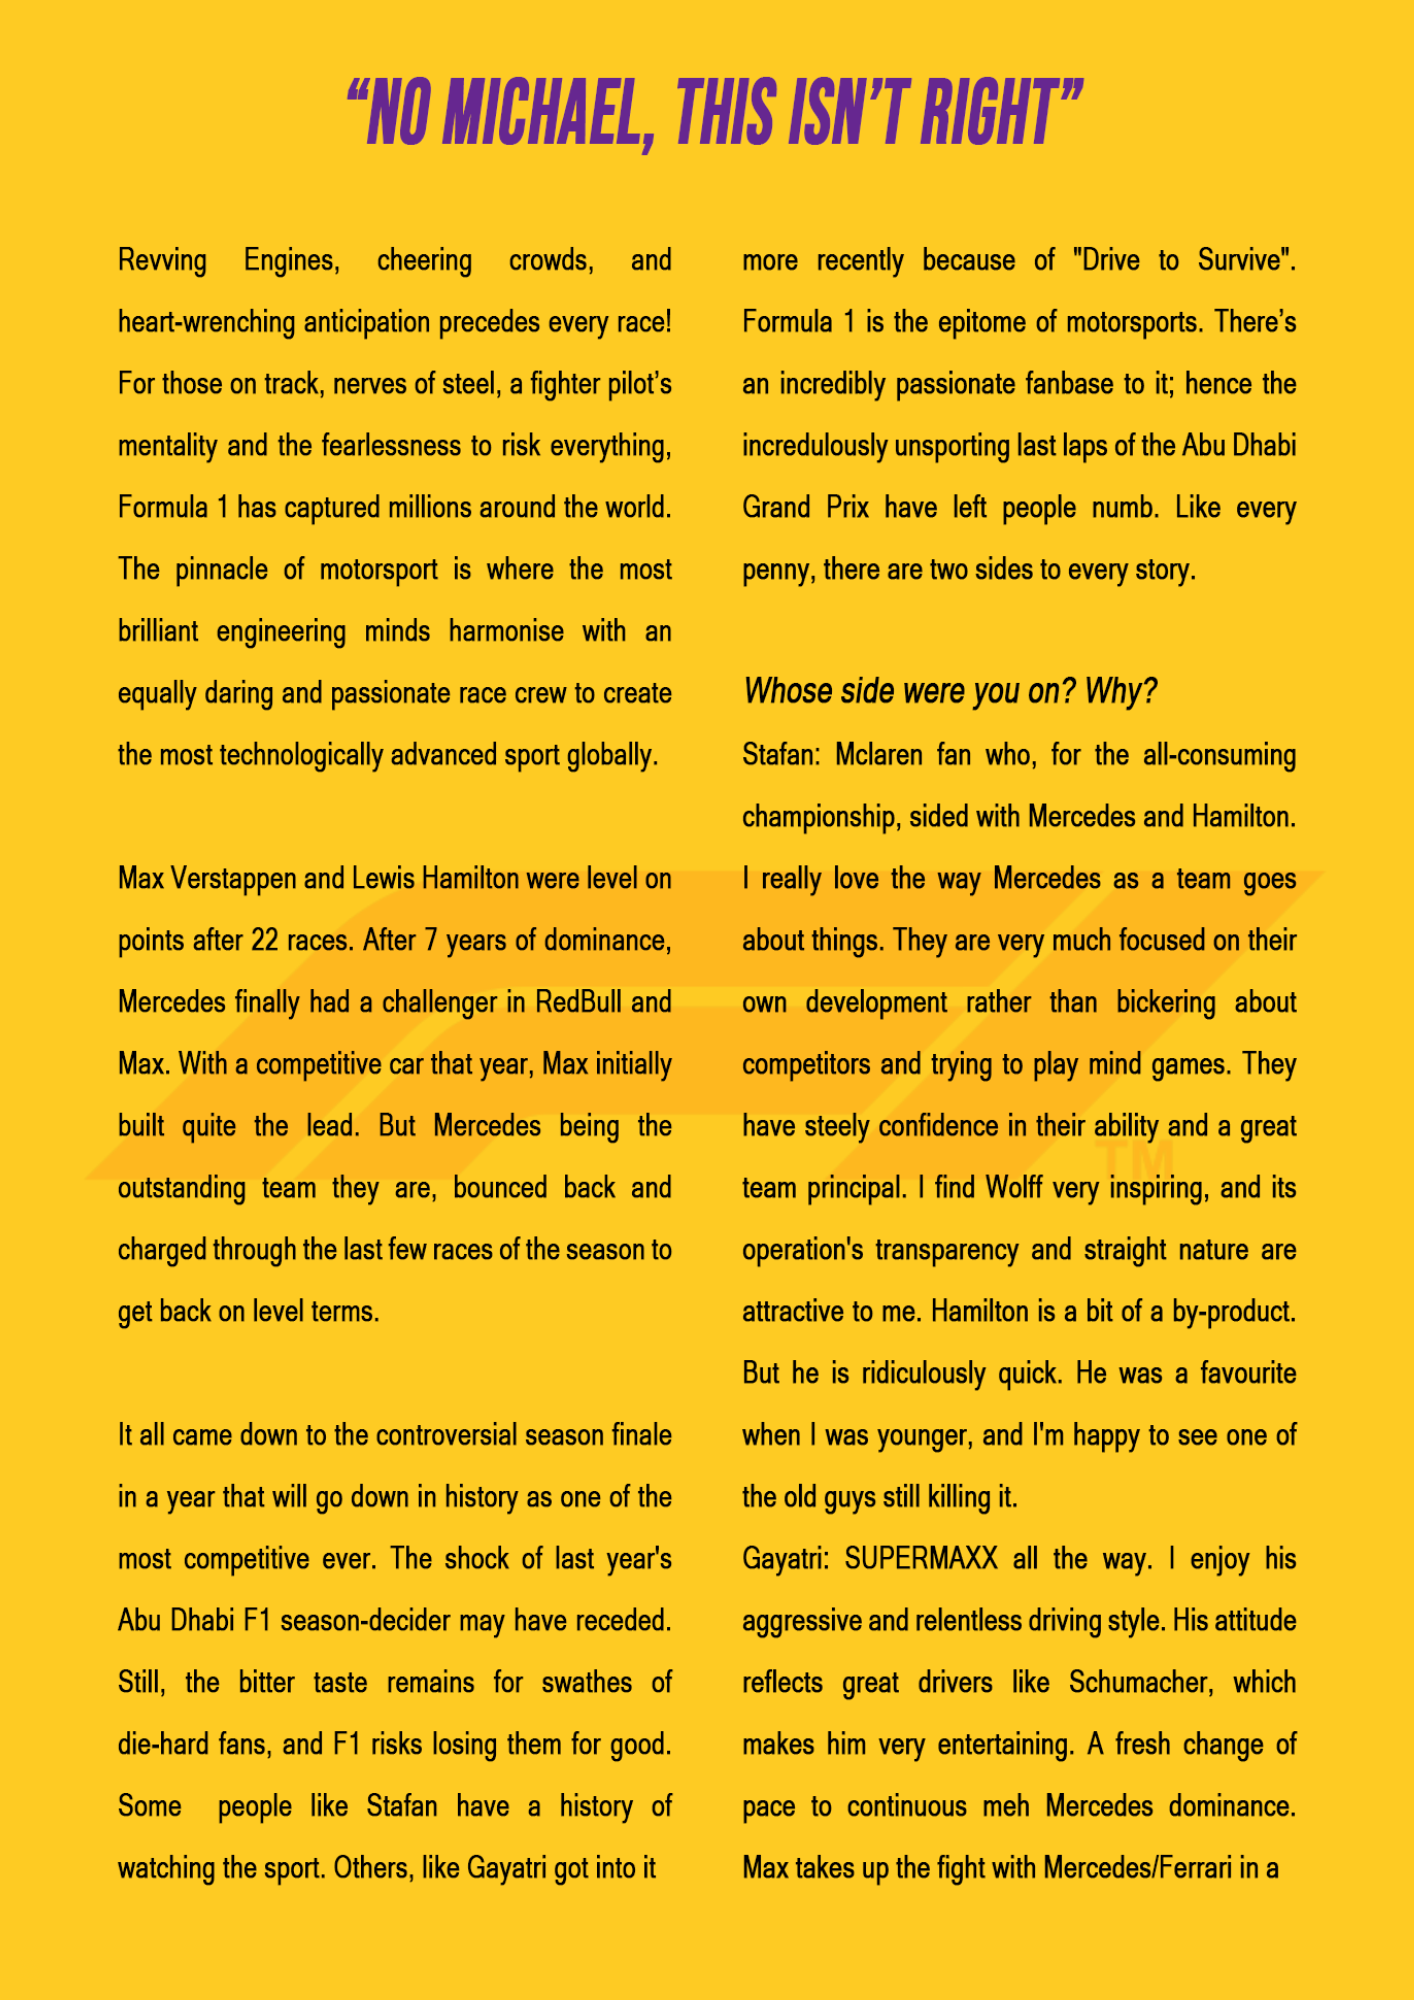 “NO MICHAEL, THIS ISN’T RIGHT”
Revving Engines, cheering crowds, and
heart-wrenching anticipation precedes every race!
For those on track, nerves of steel, a fighter pilot’s
mentality and the fearlessness to risk everything,
Formula 1 has captured millions around the world.
The pinnacle of motorsport is where the most
brilliant engineering minds harmonise with an
equally daring and passionate race crew to create
the most technologically advanced sport globally.
Max Verstappen and Lewis Hamilton were level on
points after 22 races. After 7 years of dominance,
Mercedes finally had a challenger in RedBull and
Max. With a competitive car that year, Max initially
built quite the lead. But Mercedes being the
outstanding team they are, bounced back and
charged through the last few races of the season to
get back on level terms.
It all came down to the controversial season finale
in a year that will go down in history as one of the
most competitive ever. The shock of last year's
Abu Dhabi F1 season-decider may have receded.
Still, the bitter taste remains for swathes of
die-hard fans, and F1 risks losing them for good.
Some people like Stafan have a history of
watching the sport. Others, like Gayatri got into it
more recently because of "Drive to Survive".
Formula 1 is the epitome of motorsports. There’s
an incredibly passionate fanbase to it; hence the
incredulously unsporting last laps of the Abu Dhabi
Grand Prix have left people numb. Like every
penny, there are two sides to every story.
Whose side were you on? Why?
Stafan: Mclaren fan who, for the all-consuming
championship, sided with Mercedes and Hamilton.
I really love the way Mercedes as a team goes
about things. They are very much focused on their
own development rather than bickering about
competitors and trying to play mind games. They
have steely confidence in their ability and a great
team principal. I find Wolff very inspiring, and its
operation's transparency and straight nature are
attractive to me. Hamilton is a bit of a by-product.
But he is ridiculously quick. He was a favourite
when I was younger, and I'm happy to see one of
the old guys still killing it.
Gayatri: SUPERMAXX all the way. I enjoy his
aggressive and relentless driving style. His attitude
reflects great drivers like Schumacher, which
makes him very entertaining. A fresh change of
pace to continuous meh Mercedes dominance.
Max takes up the fight with Mercedes/Ferrari in a
TM